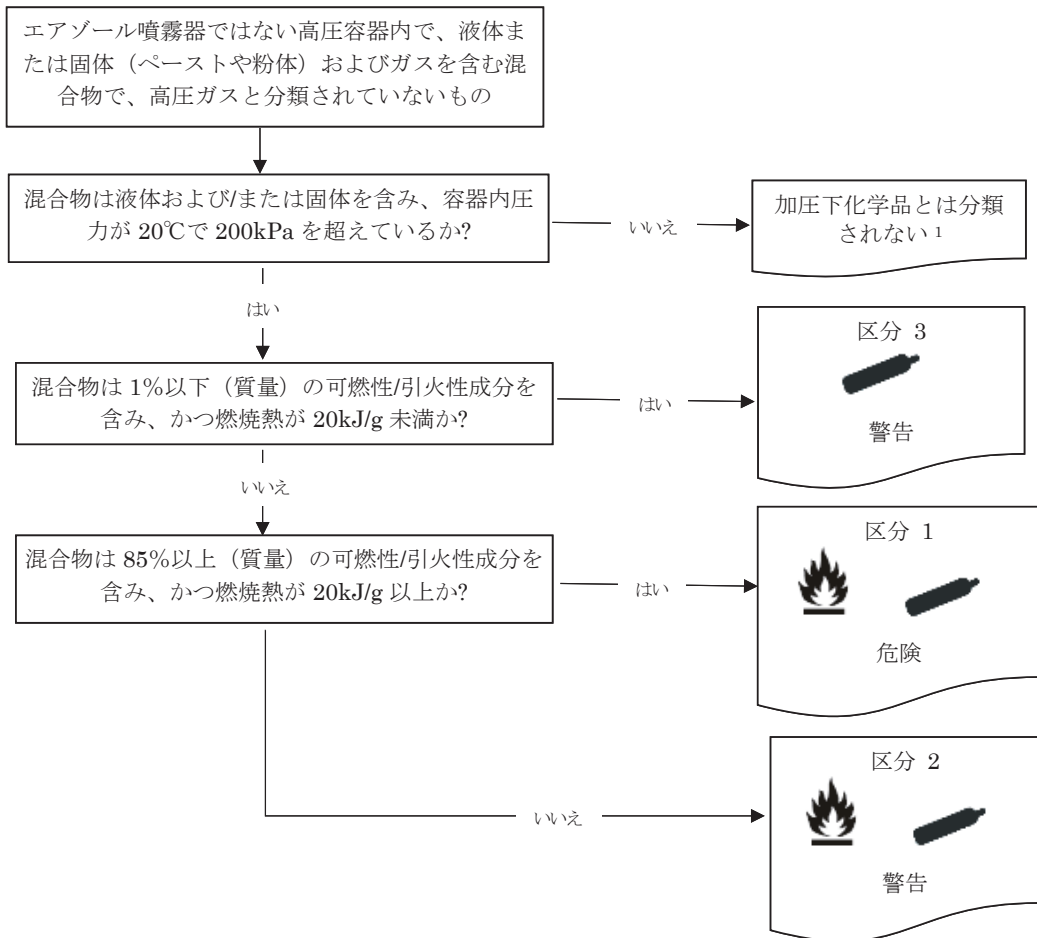 エアゾール噴霧器ではない高圧容器内で、液体ま
たは固体（ペーストや粉体）およびガスを含む混
合物で、高圧ガスと分類されていないもの
混合物は液体および/または固体を含み、容器内圧
力が 20℃で 200kPa を超えているか?
いいえ
加圧下化学品とは分類
されない 1
はい
混合物は 1%以下（質量）の可燃性/引火性成分を
含み、かつ燃焼熱が 20kJ/g 未満か?
はい
区分 3
警告
いいえ
混合物は 85%以上（質量）の可燃性/引火性成分を
含み、かつ燃焼熱が 20kJ/g 以上か?
はい
区分 1
危険
いいえ
区分 2
警告